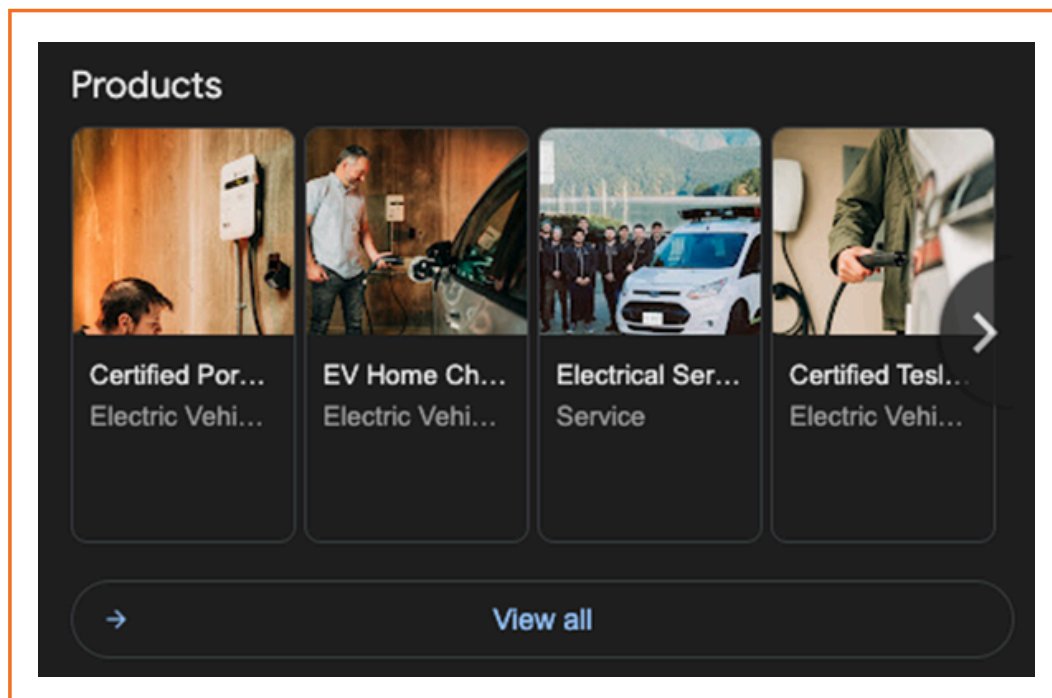 Products
Certified Por...
Electric Vehi...
EV Home Ch...
Electric Vehi...
Electrical Ser...
Service
Certified Tesl...
Electric Vehi...
View all